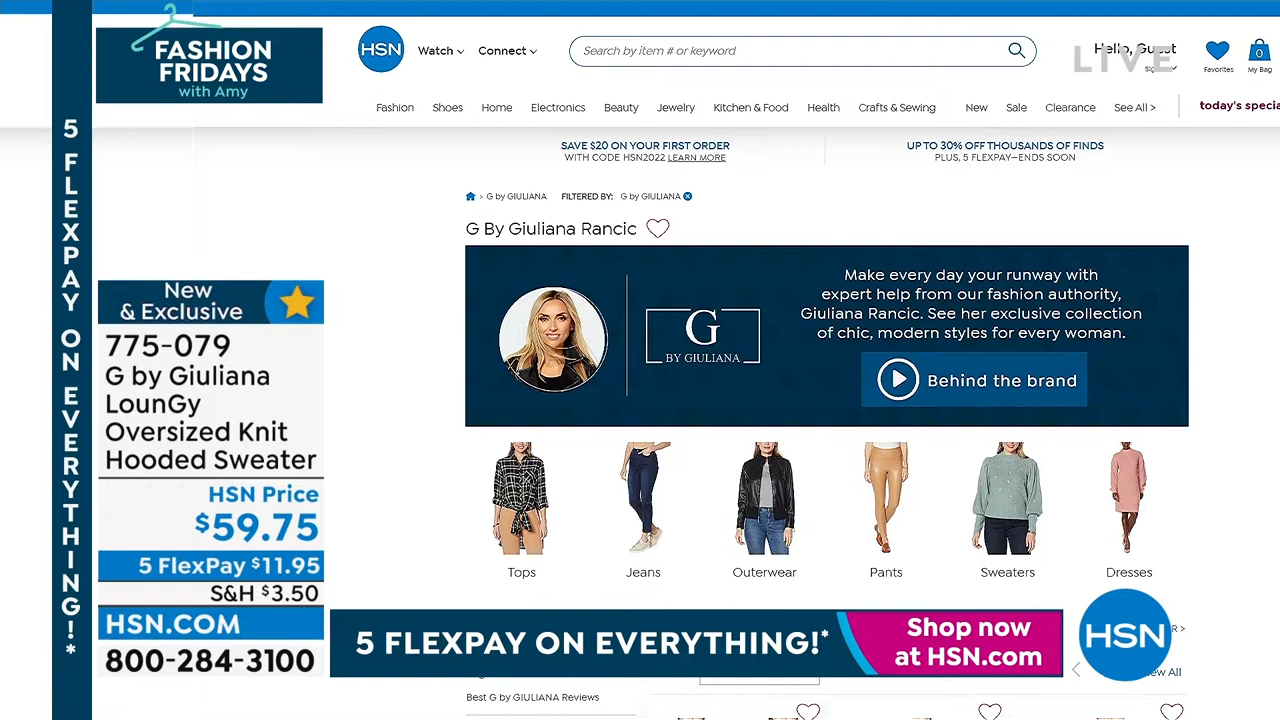 FASHION
FRIDAYS
with Amy
5 FLEXPAY ON EVERYTHING!*
HSN
Watch
Connect
Search by item # or keyword
Hello, Guest
LIVE
Favorites
0
My Bag
Fashion
Shoes
Home
Electronics
Beauty
Jewelry
Kitchen & Food
Health
Crafts & Sewing
New
Sale
Clearance
See All >
today's specia
SAVE $20 ON YOUR FIRST ORDER
WITH CODE HSN2022 LEARN MORE
UP TO 30% OFF THOUSANDS OF FINDS
PLUS, 5 FLEXPAY—ENDS SOON
> G by GIULIANA FILTERED BY: G by GIULIANA
G By Giuliana Rancic
G
BY GIULIANA
Make every day your runway with
expert help from our fashion authority,
Giuliana Rancic. See her exclusive collection
of chic, modern styles for every woman.
Behind the brand
New
& Exclusive
775-079
G by Giuliana
LounGy
Oversized Knit
Hooded Sweater
HSN Price
$59.75
5 FlexPay $11.95
S&H $3.50
HSN.COM
800-284-3100
Tops
Jeans
Outerwear
Pants
Sweaters
Dresses
5 FLEXPAY ON EVERYTHING!*
Shop now
at HSN.com
HSN
All
Best G by GIULIANA Reviews